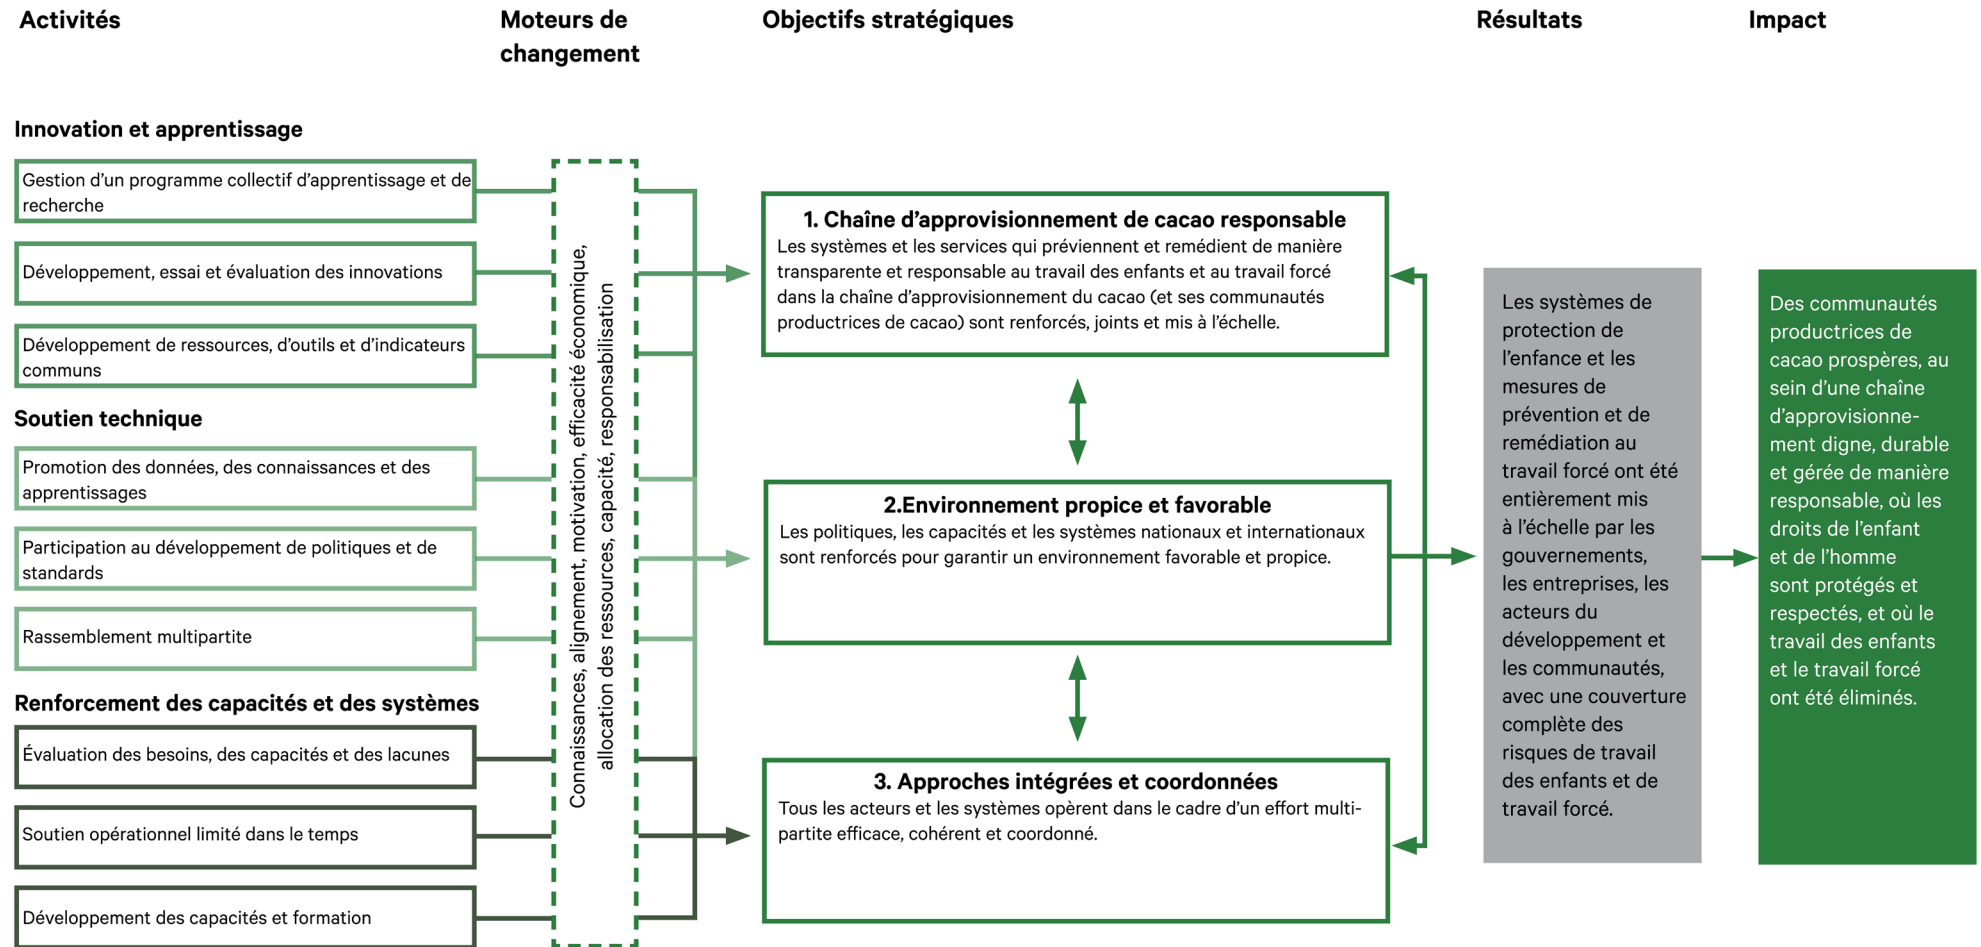 Activités
Moteurs de
changement
Objectifs stratégiques
Résultats
Impact
Innovation et apprentissage
Gestion d’un programme collectif d’apprentissage et de
recherche
Développement, essai et évaluation des innovations
Développement de ressources, d’outils et d’indicateurs
communs
Soutien technique
Promotion des données, des connaissances et des
apprentissages
Participation au développement de politiques et de
standards
Rassemblement multipartite
Renforcement des capacités et des systèmes
Évaluation des besoins, des capacités et des lacunes
Soutien opérationnel limité dans le temps
Développement des capacités et formation
Connaissances, alignement, motivation, efficacité économique,
allocation des ressources, capacité, responsabilisation
1. Chaîne d’approvisionnement de cacao responsable
Les systèmes et les services qui préviennent et remédient de manière
transparente et responsable au travail des enfants et au travail forcé
dans la chaîne d’approvisionnement du cacao (et ses communautés
productrices de cacao) sont renforcés, joints et mis à l’échelle.
2.Environnement propice et favorable
Les politiques, les capacités et les systèmes nationaux et internationaux
sont renforcés pour garantir un environnement favorable et propice.
3. Approches intégrées et coordonnées
Tous les acteurs et les systèmes opèrent dans le cadre d’un effort multi-
partite efficace, cohérent et coordonné.
Les systèmes de
protection de
l’enfance et les
mesures de
prévention et de
remédiation au
travail forcé ont été
entièrement mis
à l’échelle par les
gouvernements,
les entreprises, les
acteurs du
développement et
les communautés,
avec une couverture
complète des
risques de travail
des enfants et de
travail forcé.
Des communautés
productrices de
cacao prospères, au
sein d’une chaîne
d’approvisionne-
ment digne, durable
et gérée de manière
responsable, où les
droits de l’enfant
et de l’homme
sont protégés et
respectés, et où le
travail des enfants
et le travail forcé
ont été éliminés.